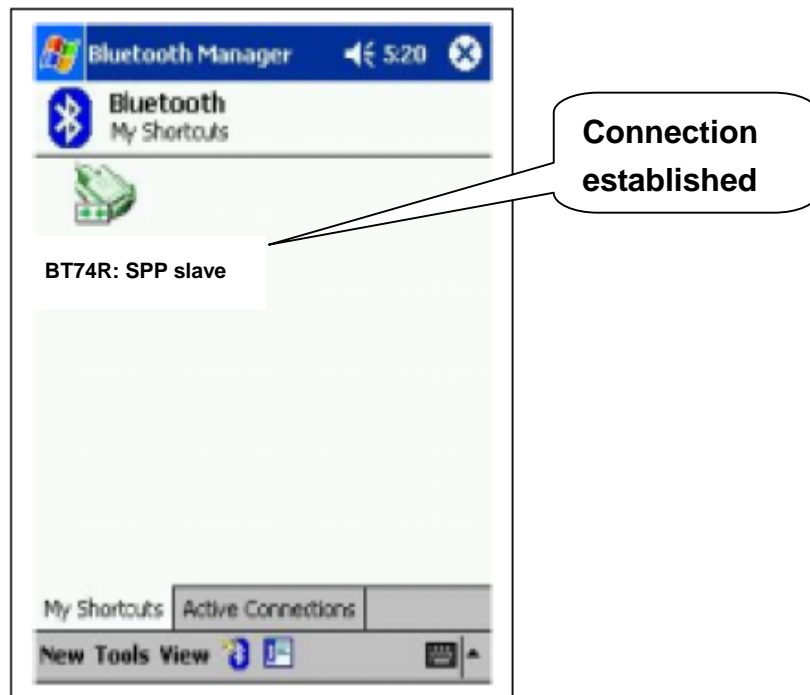 Bluetooth Manager 5:20
Bluetooth
My Shortcuts
Connection
established
BT74R: SPP slave
My Shortcuts Active Connections
New Tools View